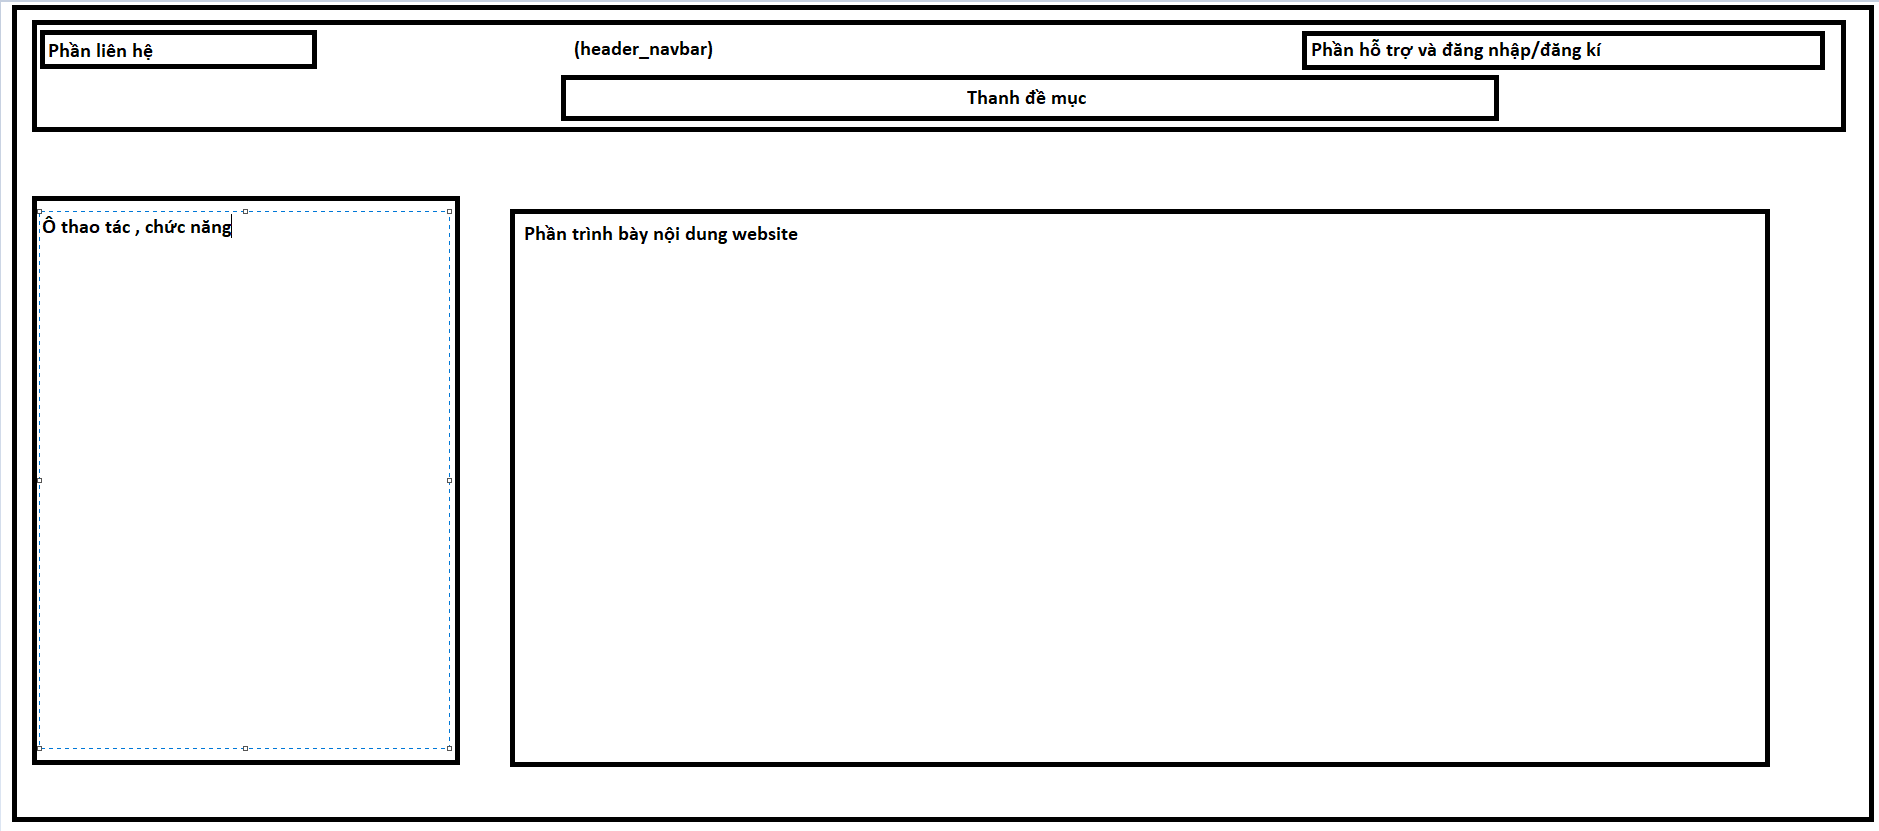 Phần liên hệ
(header_navbar)
Phần hỗ trợ và đăng nhập/đăng kí
Thanh đề mục
Ô thao tác , chức năng
Phần trình bày nội dung website